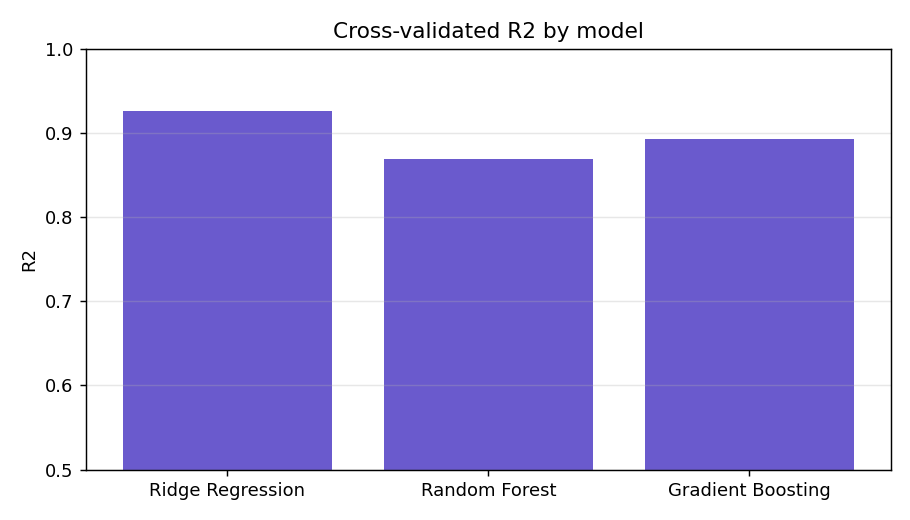 Cross-validated R2 by model
1.0
0.9
0.8
0.7
0.6
0.5
R2
Ridge Regression
Random Forest
Gradient Boosting